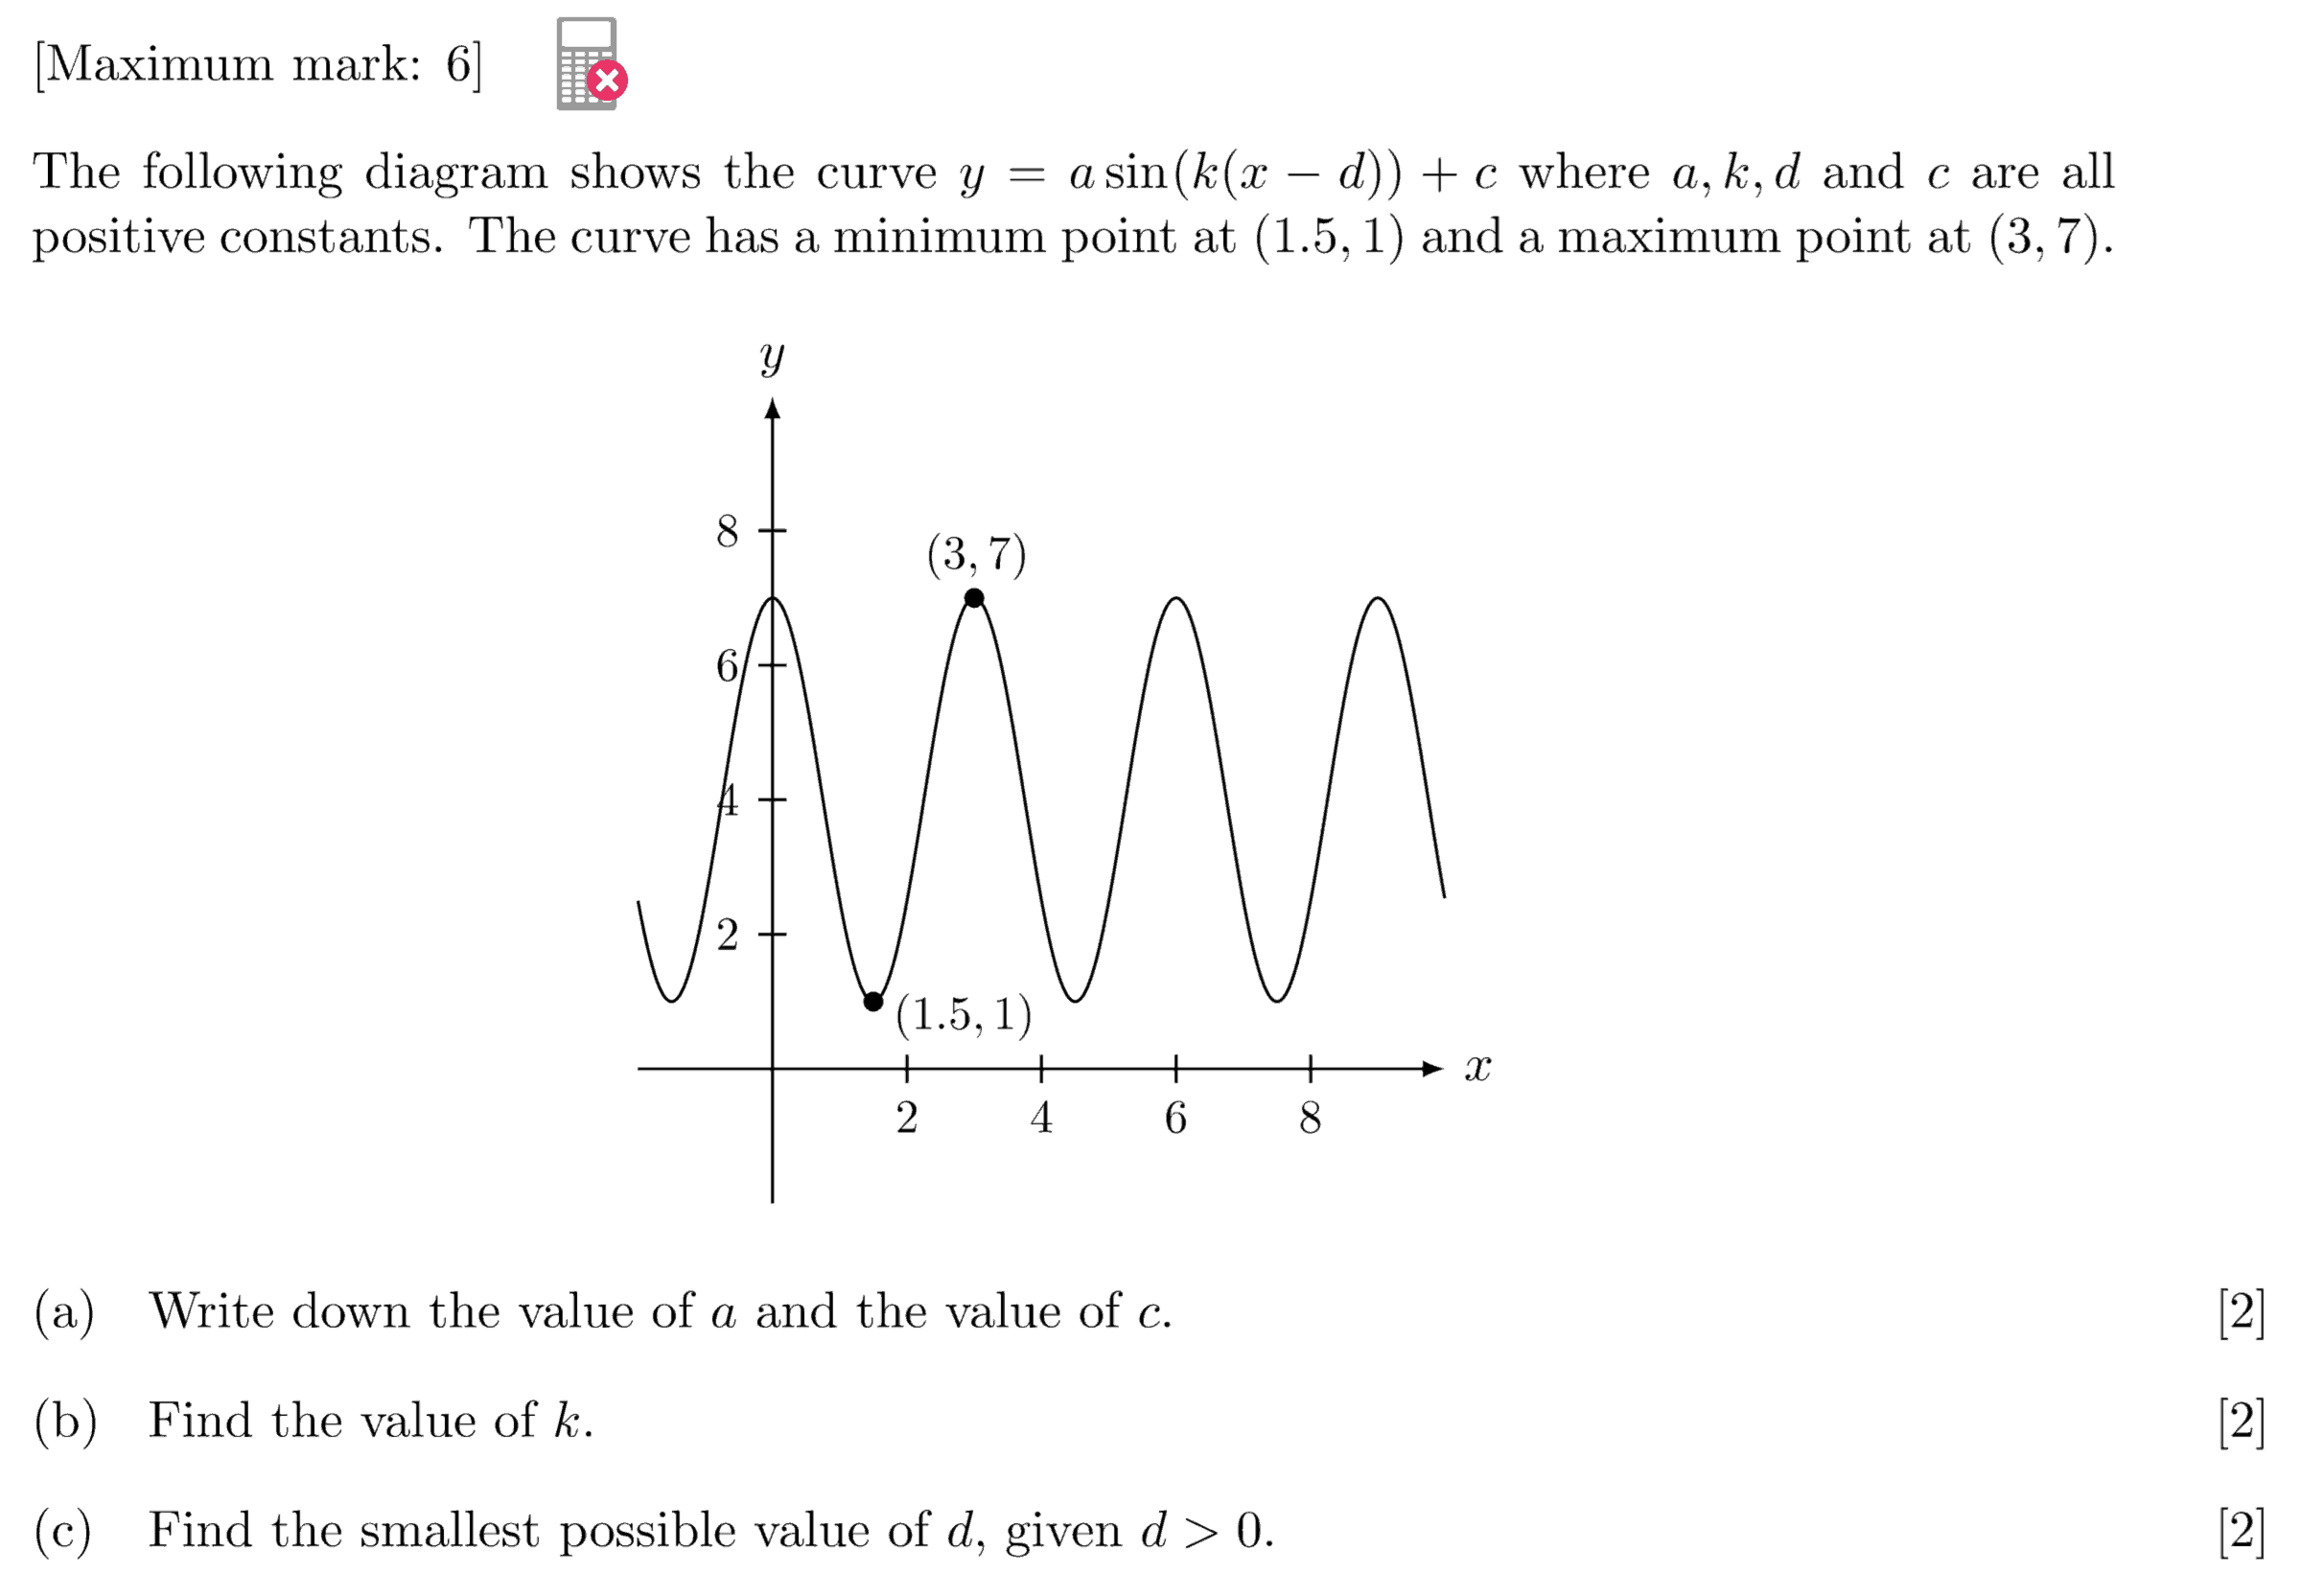 [Maximum mark: 6]
The following diagram shows the curve y = a sin(k(x − d)) + c where a, k, d and c are all
positive constants. The curve has a minimum point at (1.5, 1) and a maximum point at (3, 7).
y
8
(3, 7)
6
4
2
(1.5, 1)
x
2 4 6 8
(a) Write down the value of a and the value of c. [2]
(b) Find the value of k. [2]
(c) Find the smallest possible value of d, given d > 0. [2]